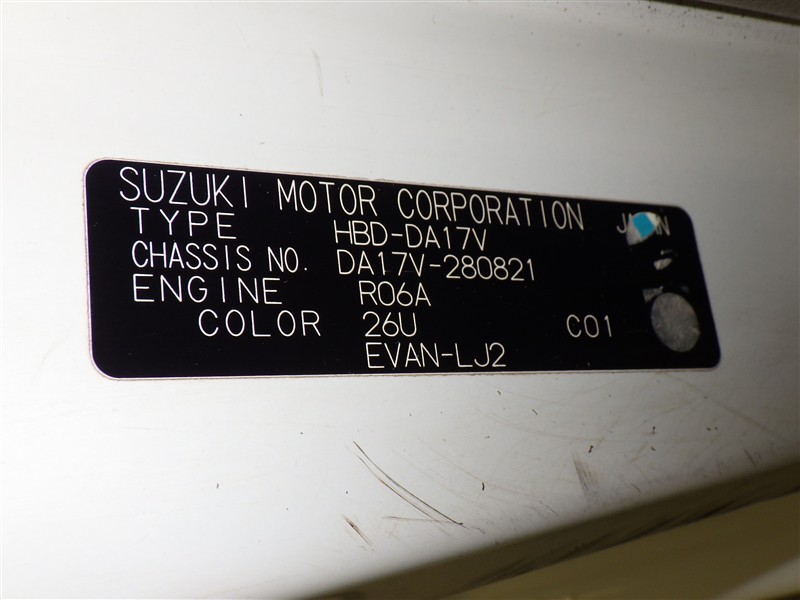 SUZUKI MOTOR CORPORATION
TYPE HBD-DA17V
CHASSIS NO. DA17V-280821
ENGINE R06A
COLOR 26U C01
EVAN-LJ2